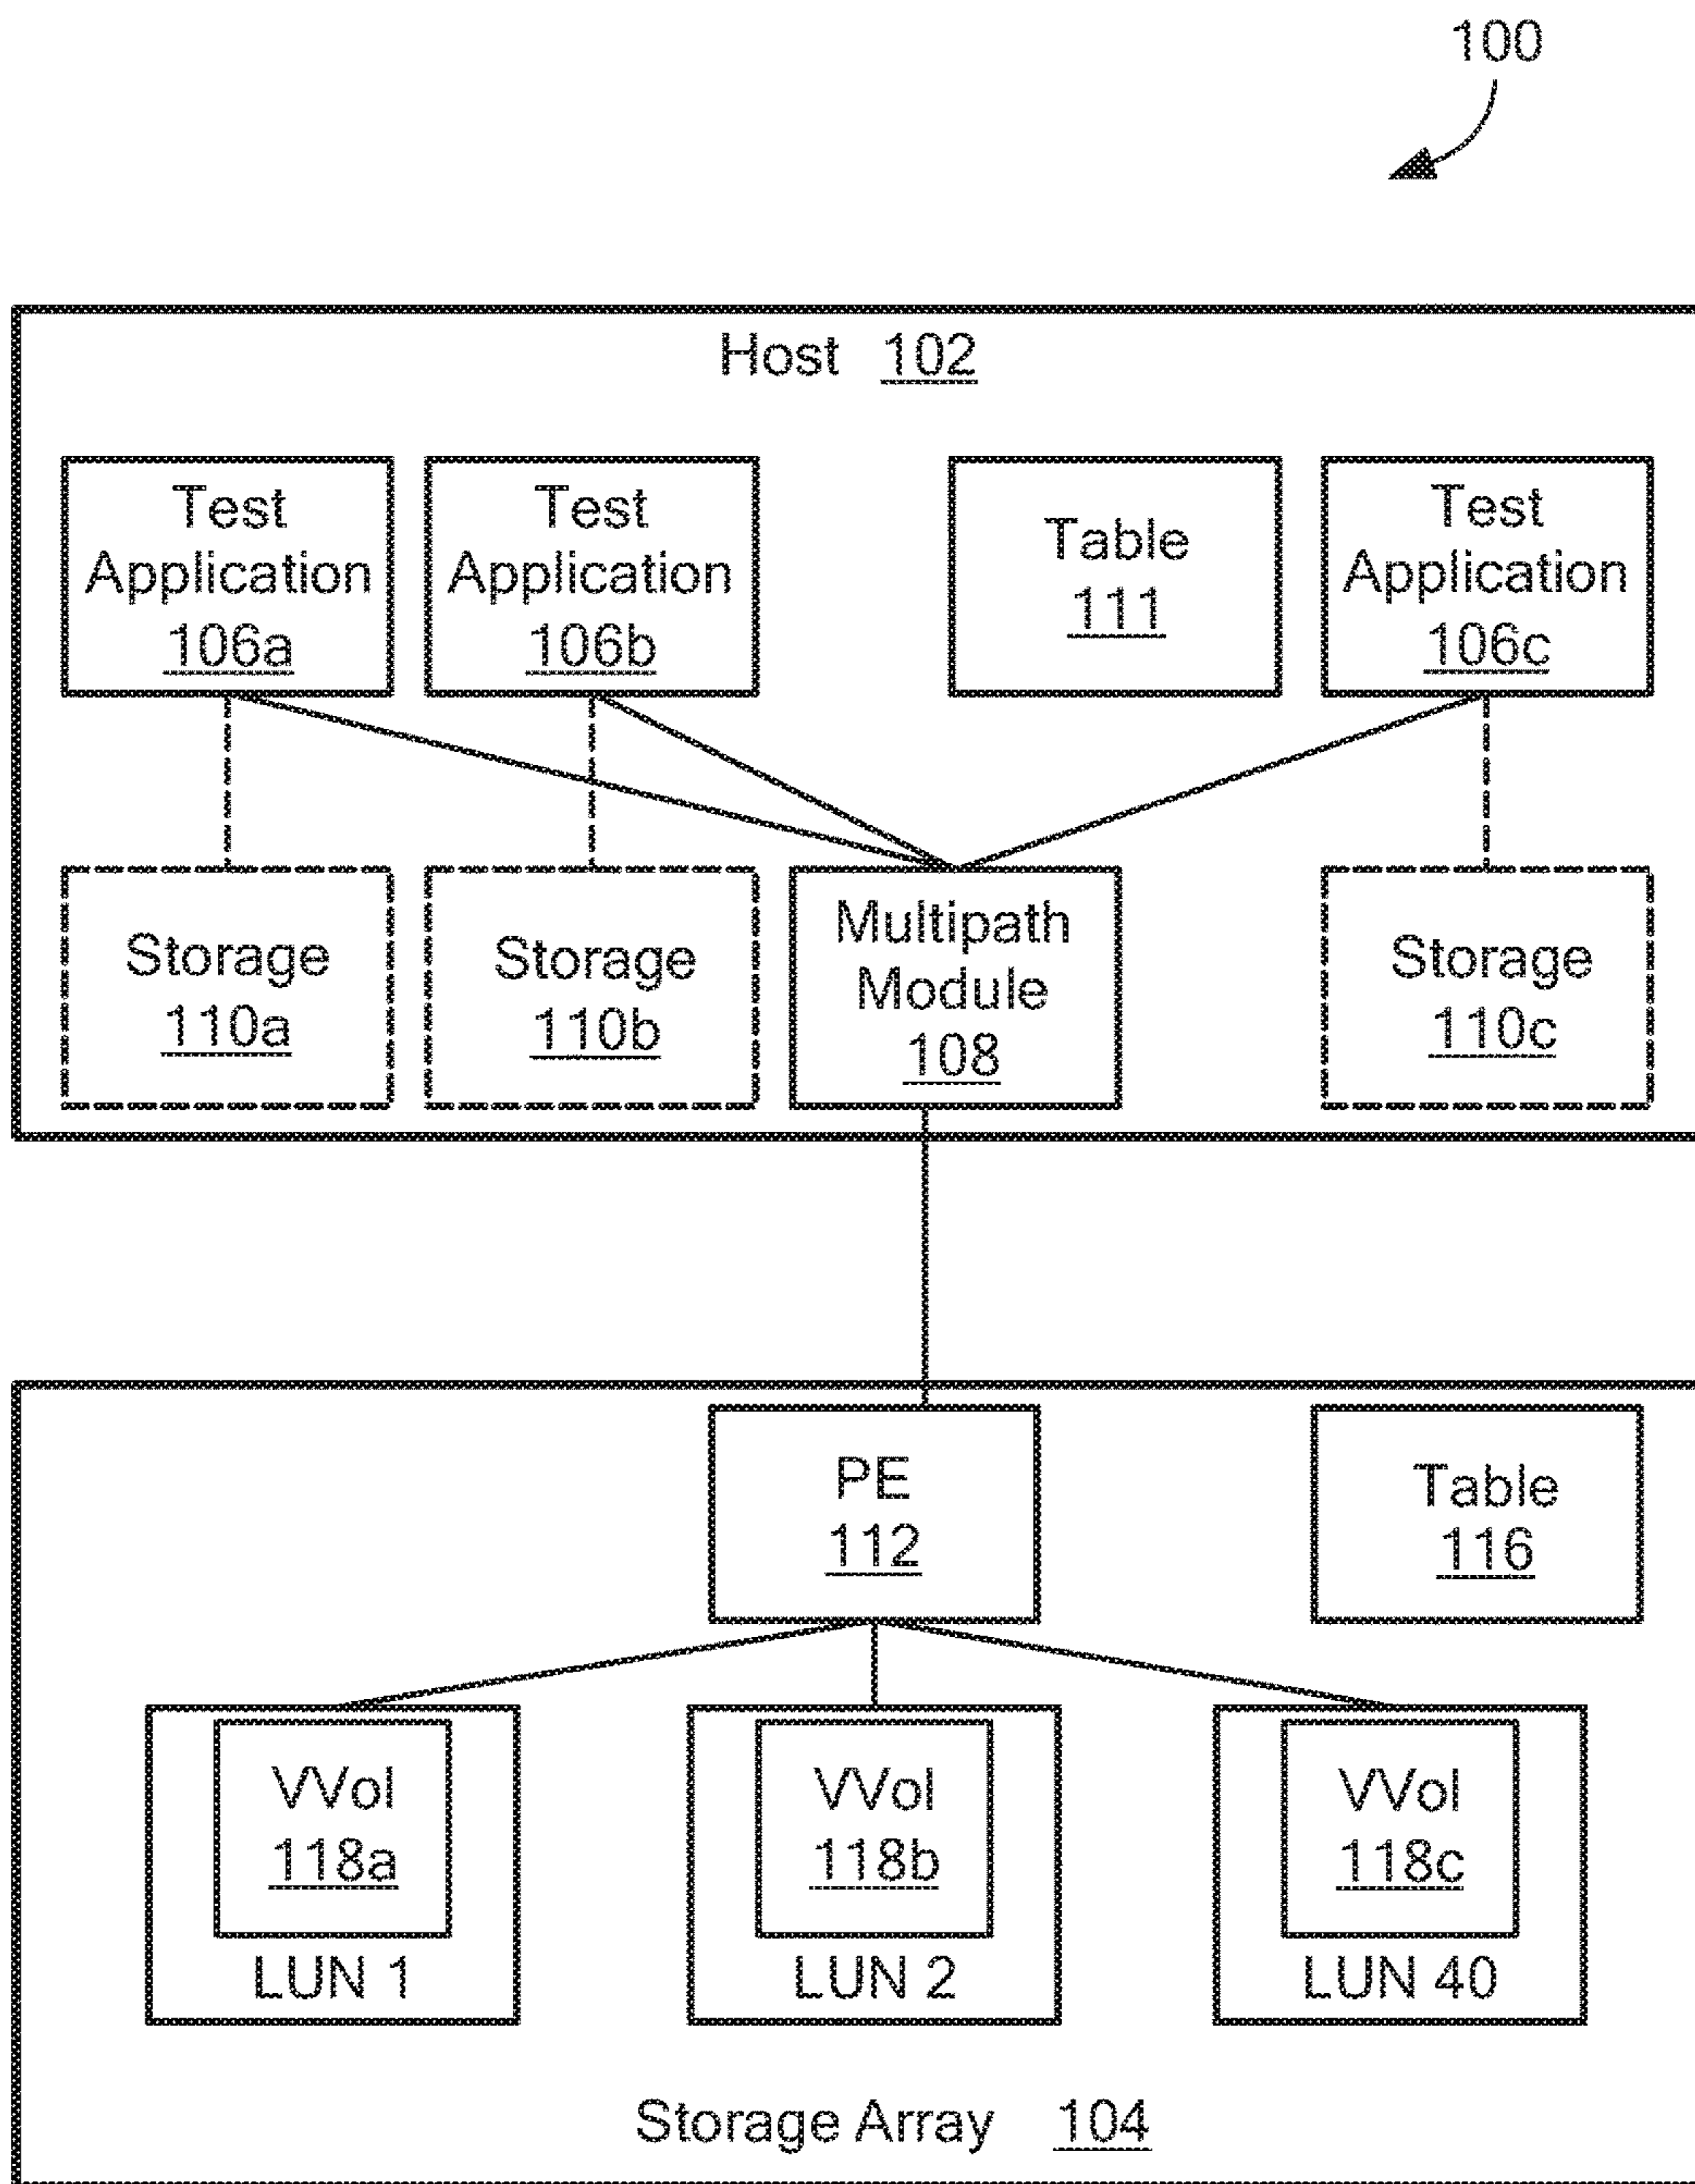 100
Host 102
Test
Application
106a
Test
Application
106b
Table
111
Test
Application
106c
Storage
110a
Storage
110b
Multipath
Module
108
Storage
110c
PE
112
Table
116
VVol
118a
LUN 1
VVol
118b
LUN 2
VVol
118c
LUN 40
Storage Array 104